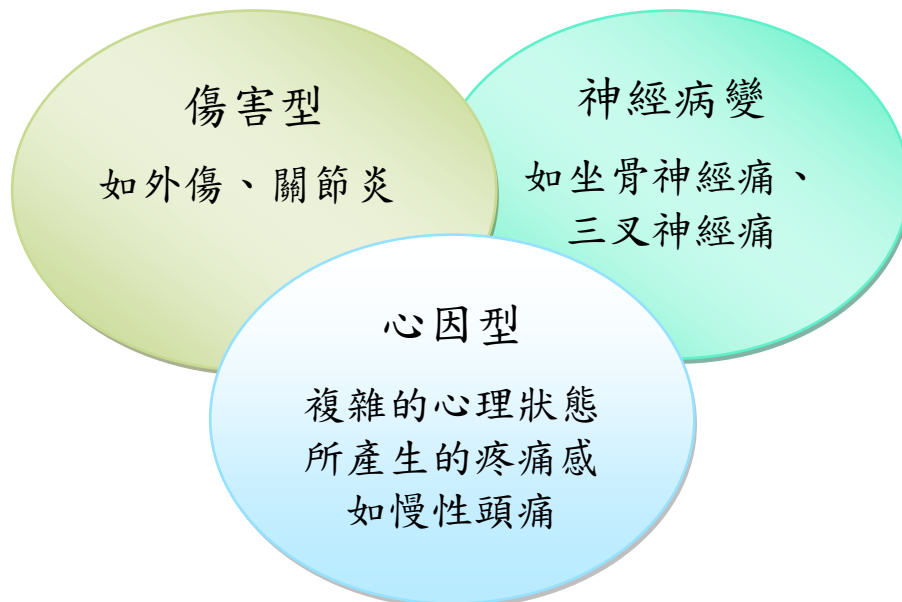 傷害型
如外傷、關節炎
神經病變
如坐骨神經痛、
三叉神經痛
心因型
複雜的心理狀態
所產生的疼痛感
如慢性頭痛